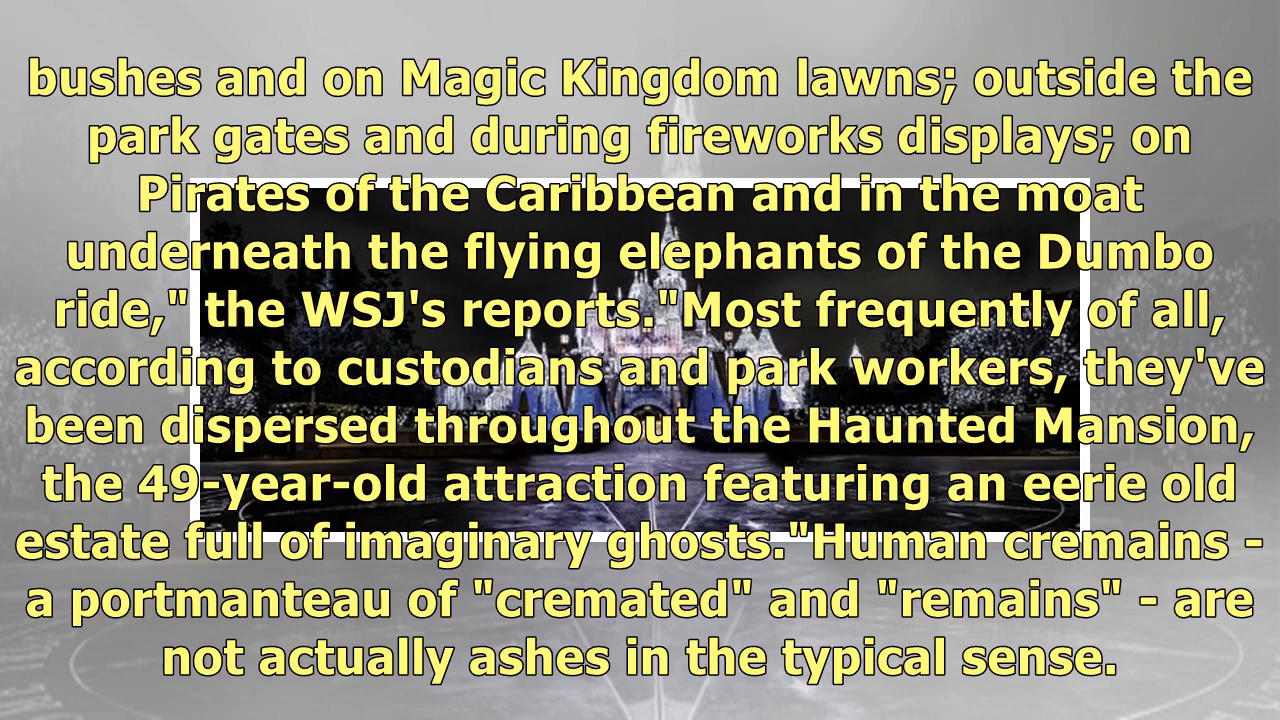 bushes and on Magic Kingdom lawns; outside the
park gates and during fireworks displays; on
Pirates of the Caribbean and in the moat
underneath the flying elephants of the Dumbo
ride," the WSJ's reports."Most frequently of all,
according to custodians and park workers, they've
been dispersed throughout the Haunted Mansion,
the 49-year-old attraction featuring an eerie old
estate full of imaginary ghosts."Human cremains -
a portmanteau of "cremated" and "remains" - are
not actually ashes in the typical sense.